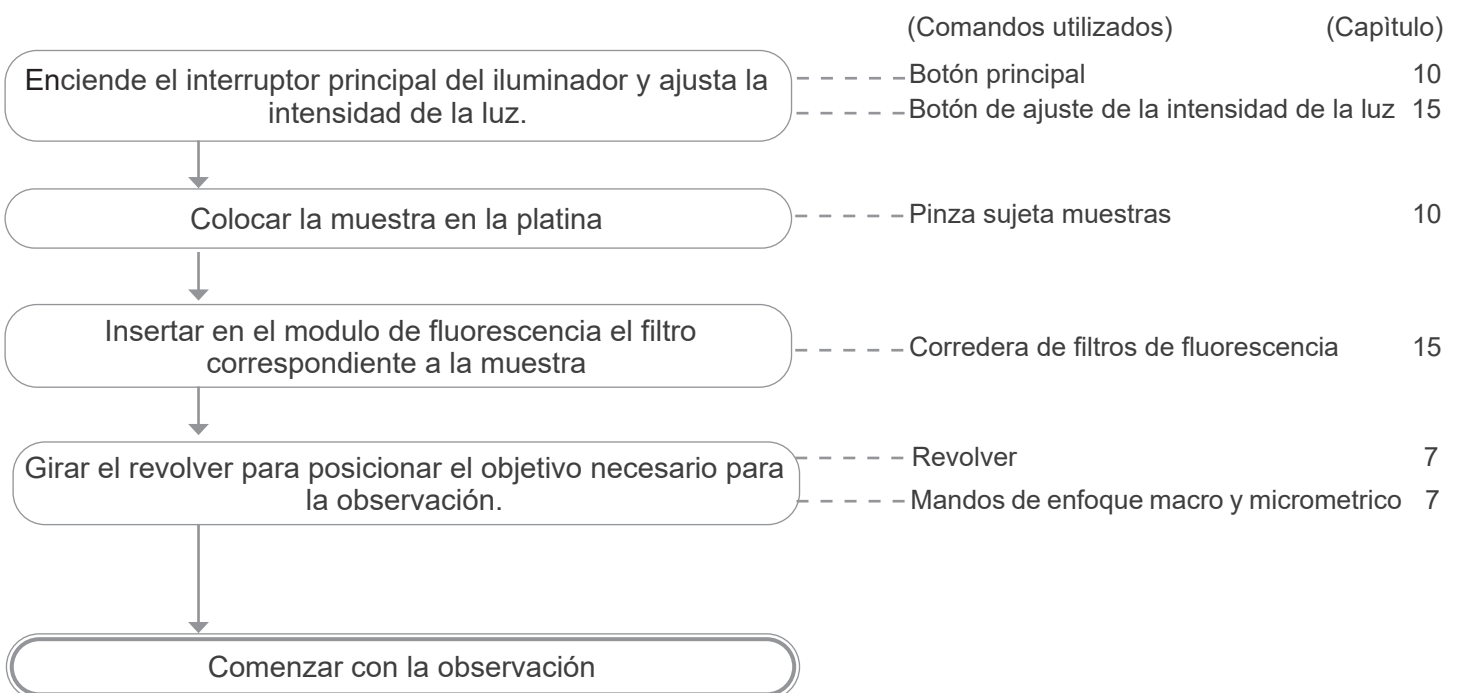 (Comandos utilizados) (Capìtulo)
Enciende el interruptor principal del iluminador y ajusta la
intensidad de la luz.
Botón principal 10
Botón de ajuste de la intensidad de la luz 15
Colocar la muestra en la platina
Pinza sujeta muestras 10
Insertar en el modulo de fluorescencia el filtro
correspondiente a la muestra
Corredera de filtros de fluorescencia 15
Girar el revolver para posicionar el objetivo necesario para
la observación.
Revolver 7
Mandos de enfoque macro y micrometrico 7
Comenzar con la observación